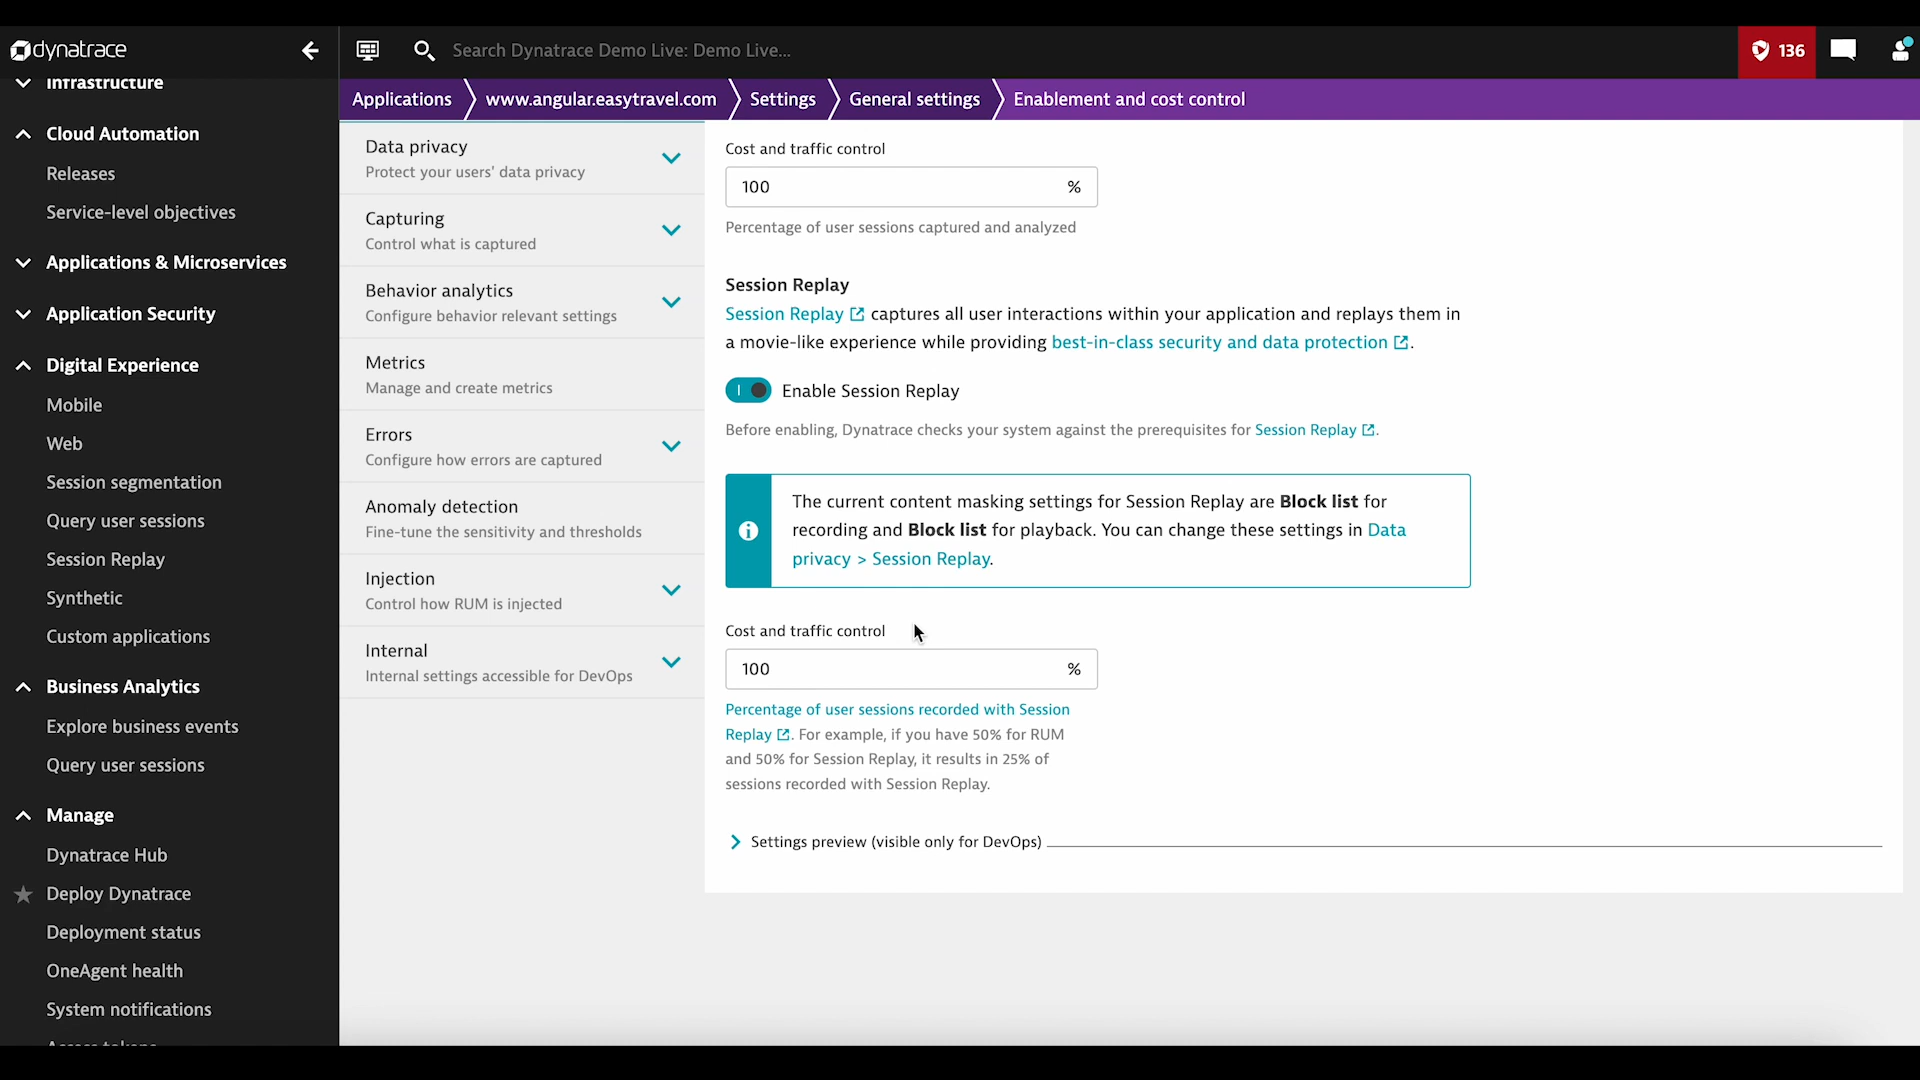 dynatrace
Search Dynatrace Demo Live: Demo Live...
136
Infrastructure
Cloud Automation
Releases
Service-level objectives
Applications & Microservices
Application Security
Digital Experience
Mobile
Web
Session segmentation
Query user sessions
Session Replay
Synthetic
Custom applications
Business Analytics
Explore business events
Query user sessions
Manage
Dynatrace Hub
Deploy Dynatrace
Deployment status
OneAgent health
System notifications
Applications
www.angular.easytravel.com
Settings
General settings
Enablement and cost control
Data privacy
Protect your users' data privacy
Capturing
Control what is captured
Behavior analytics
Configure behavior relevant settings
Metrics
Manage and create metrics
Errors
Configure how errors are captured
Anomaly detection
Fine-tune the sensitivity and thresholds
Injection
Control how RUM is injected
Internal
Internal settings accessible for DevOps
Cost and traffic control
100 %
Percentage of user sessions captured and analyzed
Session Replay
Session Replay captures all user interactions within your application and replays them in
a movie-like experience while providing best-in-class security and data protection .
Enable Session Replay
Before enabling, Dynatrace checks your system against the prerequisites for Session Replay .
The current content masking settings for Session Replay are Block list for
recording and Block list for playback. You can change these settings in Data
privacy > Session Replay.
Cost and traffic control
100 %
Percentage of user sessions recorded with Session
Replay . For example, if you have 50% for RUM
and 50% for Session Replay, it results in 25% of
sessions recorded with Session Replay.
Settings preview (visible only for DevOps)